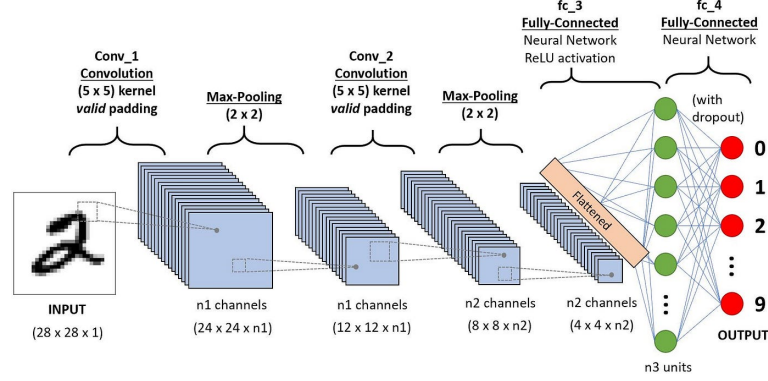 Conv_1
Convolution
(5 x 5) kernel
valid padding
Max-Pooling
(2 x 2)
Conv_2
Convolution
(5 x 5) kernel
valid padding
Max-Pooling
(2 x 2)
fc_3
Fully-Connected
Neural Network
ReLU activation
fc_4
Fully-Connected
Neural Network
(with
dropout)
Flattened
0
1
2
9
OUTPUT
2
INPUT
(28 x 28 x 1)
n1 channels
(24 x 24 x n1)
n1 channels
(12 x 12 x n1)
n2 channels
(8 x 8 x n2)
n2 channels
(4 x 4 x n2)
n3 units